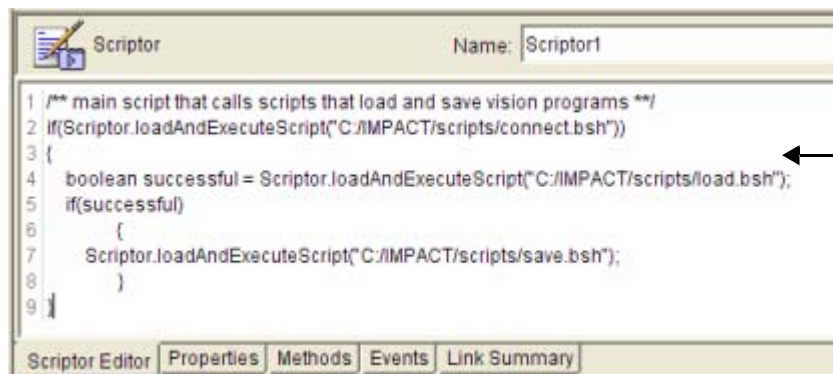 Scriptor Name: Scriptor1
1 /** main script that calls scripts that load and save vision programs **/
2 if(Scriptor.loadAndExecuteScript("C:/IMPACT/scripts/connect.bsh"))
3 {
4 boolean successful = Scriptor.loadAndExecuteScript("C:/IMPACT/scripts/load.bsh");
5 if(successful)
6 {
7 Scriptor.loadAndExecuteScript("C:/IMPACT/scripts/save.bsh");
8 }
9 }
Scriptor Editor Properties Methods Events Link Summary